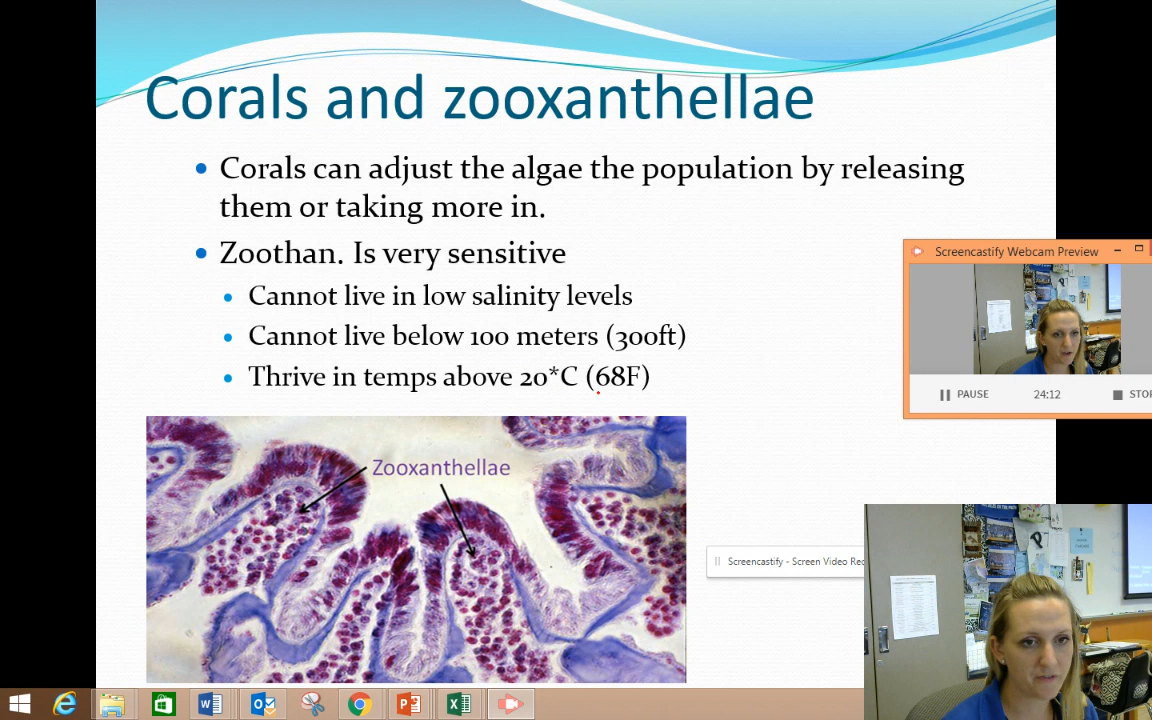 Corals and zooxanthellae
Corals can adjust the algae the population by releasing
them or taking more in.
Zoothan. Is very sensitive
Cannot live in low salinity levels
Cannot live below 100 meters (300ft)
Thrive in temps above 20*C (68F)
Zooxanthellae
Screencastify Webcam Preview
PAUSE
24:12
STOP
Screencastify - Screen Video Rec